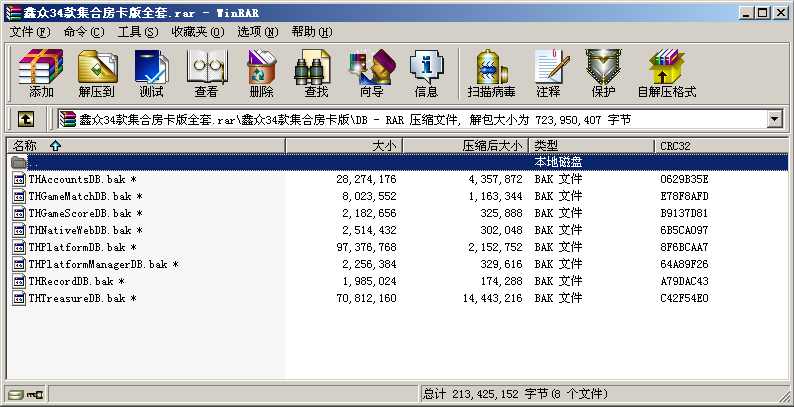 鑫众34款集合房卡版全套.rar - WinRAR
文件(F) 命令(C) 工具(S) 收藏夹(O) 选项(N) 帮助(H)
添加 解压到 测试 查看 删除 查找 向导 信息 扫描病毒 注释 保护 自解压格式
鑫众34款集合房卡版全套.rar\鑫众34款集合房卡版全套\DB - RAR 压缩文件, 解包大小为 723,950,407 字节
名称 大小 压缩后大小 类型 CRC32
.. 本地磁盘
THAccountsDB.bak * 28,274,176 4,357,872 BAK 文件 0629B35E
THGameMatchDB.bak * 8,023,552 1,163,344 BAK 文件 E78F8AFD
THGameScoreDB.bak * 2,182,656 325,888 BAK 文件 B9137D81
THNativeWebDB.bak * 2,514,432 302,048 BAK 文件 6B5CA097
THPlatformDB.bak * 97,376,768 2,152,752 BAK 文件 8F6BCAA7
THPlatformManagerDB.bak * 2,256,384 329,616 BAK 文件 64A89F26
THRecordDB.bak * 1,985,024 174,288 BAK 文件 A79DAC43
THTreasureDB.bak * 70,812,160 14,443,216 BAK 文件 C42F54E0
总计 213,425,152 字节(8 个文件)